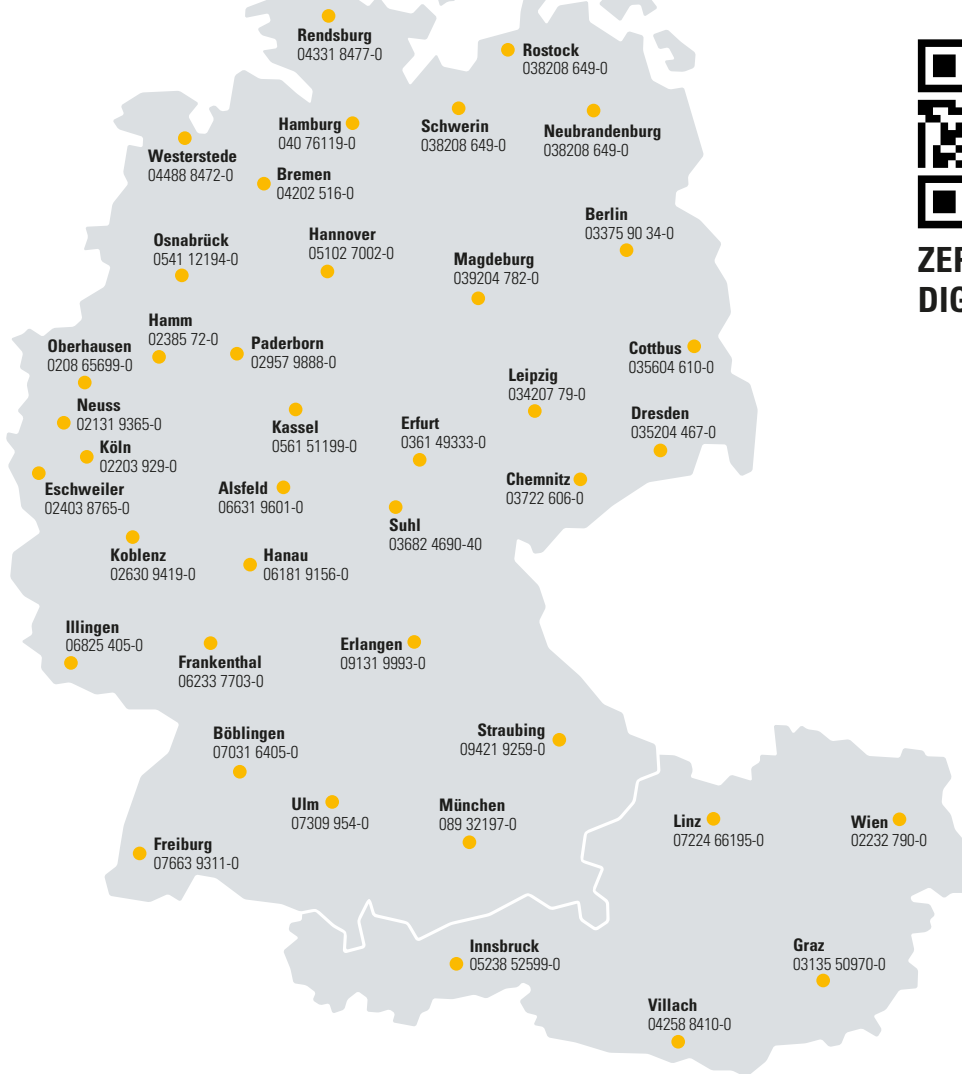 Rendsburg
04331 8477-0
Rostock
038208 649-0
Hamburg
040 76119-0
Schwerin
038208 649-0
Neubrandenburg
038208 649-0
Westerstede
04488 8472-0
Bremen
04202 516-0
Berlin
03375 90 34-0
Osnabrück
0541 12194-0
Hannover
05102 7002-0
Magdeburg
039204 782-0
ZER
DIG
Hamm
02385 72-0
Oberhausen
0208 65699-0
Paderborn
02957 9888-0
Cottbus
035604 610-0
Leipzig
034207 79-0
Neuss
02131 9365-0
Kassel
0561 51199-0
Erfurt
0361 49333-0
Dresden
035204 467-0
Köln
02203 929-0
Eschweiler
02403 8765-0
Alsfeld
06631 9601-0
Chemnitz
03722 606-0
Suhl
03682 4690-40
Koblenz
02630 9419-0
Hanau
06181 9156-0
Illingen
06825 405-0
Frankenthal
06233 7703-0
Erlangen
09131 9993-0
Böblingen
07031 6405-0
Straubing
09421 9259-0
Ulm
07309 954-0
München
089 32197-0
Linz
07224 66195-0
Wien
02232 790-0
Freiburg
07663 9311-0
Innsbruck
05238 52599-0
Graz
03135 50970-0
Villach
04258 8410-0